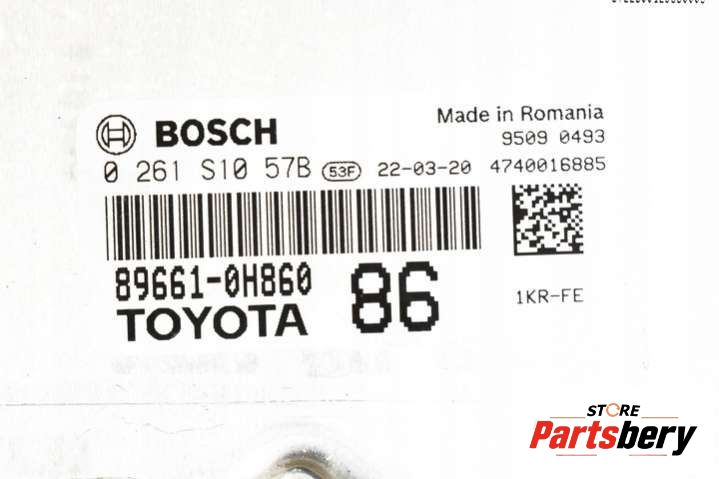 Made in Romania
BOSCH
9509 0493
0 261 S10 57B 53F 22-03-20 4740016885
89661-0H860
86
TOYOTA
1KR-FE
STORE
Partsbery